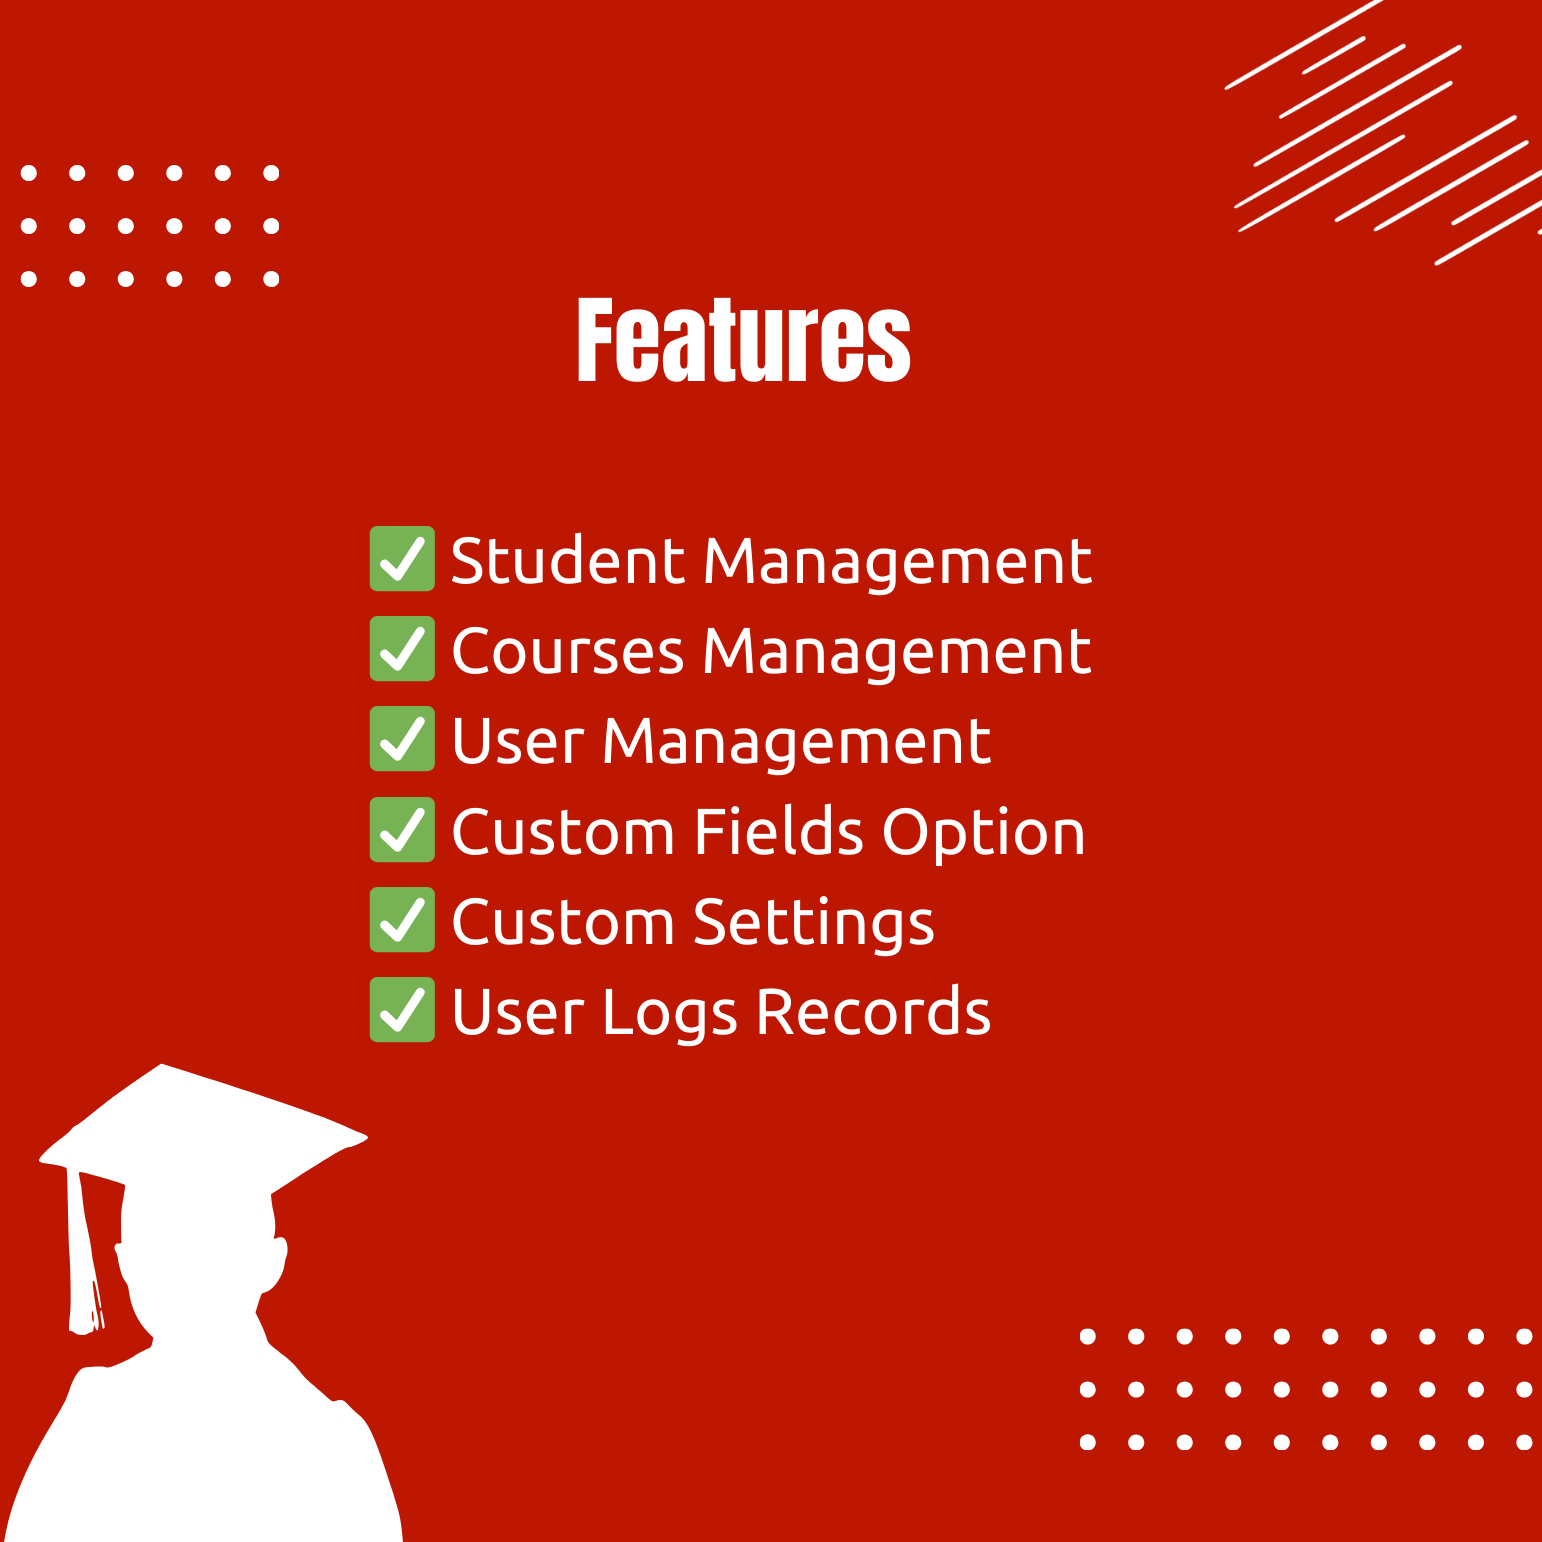 Features
✅ Student Management
✅ Courses Management
✅ User Management
✅ Custom Fields Option
✅ Custom Settings
✅ User Logs Records